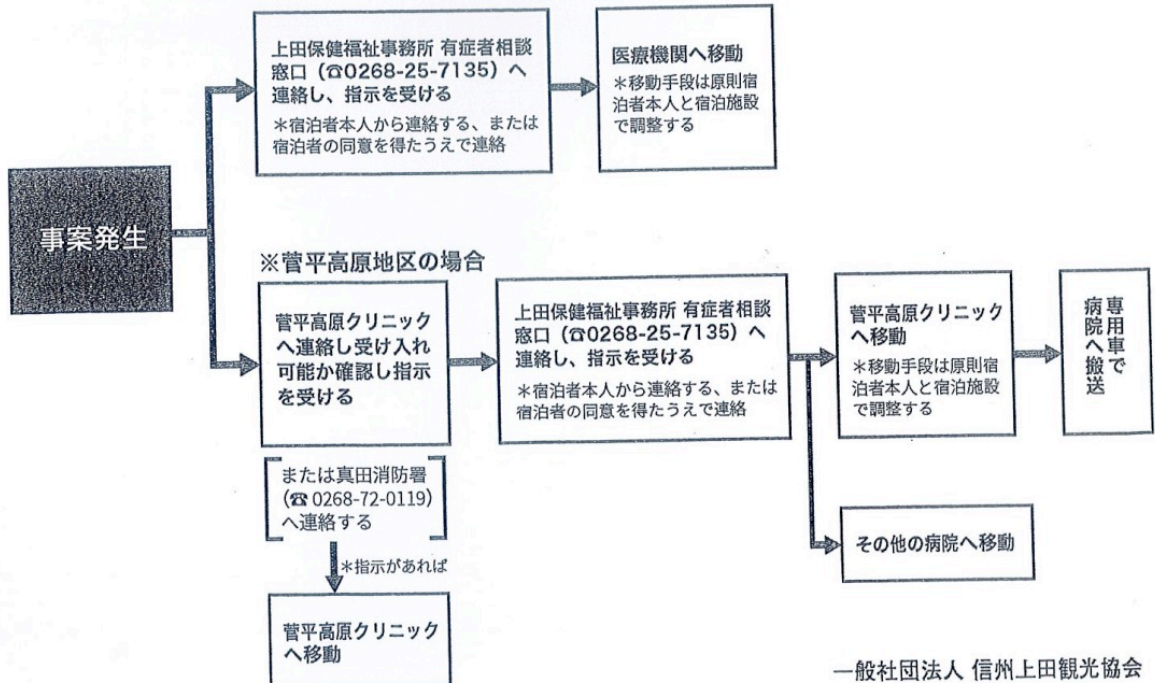 上田保健福祉事務所 有症者相談
窓口（☎0268-25-7135）へ
連絡し、指示を受ける
＊宿泊者本人から連絡する、または
宿泊者の同意を得たうえで連絡
医療機関へ移動
＊移動手段は原則宿
泊者本人と宿泊施設
で調整する
事案発生
※菅平高原地区の場合
菅平高原クリニック
へ連絡し受け入れ
可能か確認し指示
を受ける
上田保健福祉事務所 有症者相談
窓口（☎0268-25-7135）へ
連絡し、指示を受ける
＊宿泊者本人から連絡する、または
宿泊者の同意を得たうえで連絡
菅平高原クリニック
へ移動
＊移動手段は原則宿
泊者本人と宿泊施設
で調整する
専用車で
病院へ搬送
または真田消防署
(☎0268-72-0119)
へ連絡する
＊指示があれば
菅平高原クリニック
へ移動
その他の病院へ移動
一般社団法人 信州上田観光協会